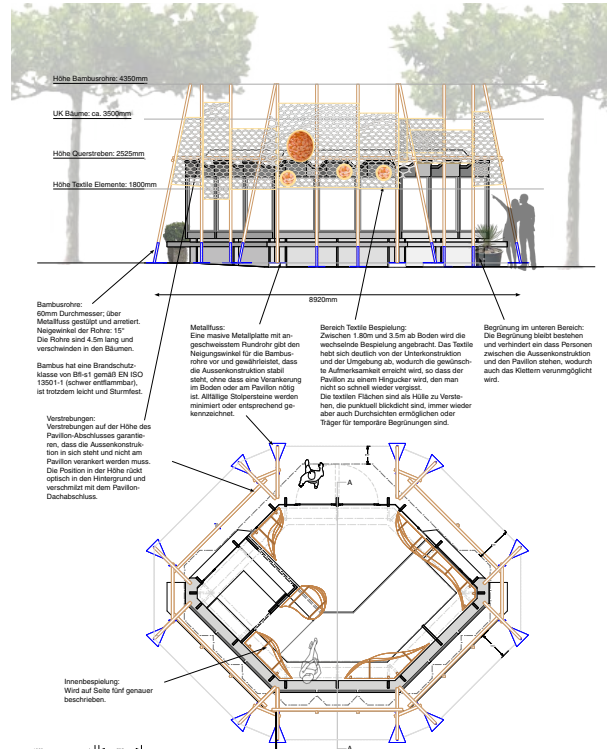 Höhe Bambusrohre: 4350mm
UK Bäume: ca. 3500mm
Höhe Querstreben: 2525mm
Höhe Textile Elemente: 1800mm
8920mm
Bambusrohre:
60mm Durchmesser; über
Metallfuss gestülpt und arretiert.
Neigewinkel der Rohre: 15°
Die Rohre sind 4.5m lang und
verschwinden in den Bäumen.
Bambus hat eine Brandschutz-
klasse von Bfl-s1 gemäß EN ISO
13501-1 (schwer entflammbar),
ist trotzdem leicht und Sturmfest.
Verstrebungen:
Verstrebungen auf der Höhe des
Pavillon-Abschlusses garantie-
ren, dass die Aussenkonstruk-
tion in sich steht und nicht am
Pavillon verankert werden muss.
Die Position in der Höhe rückt
optisch in den Hintergrund und
verschmilzt mit dem Pavillon-
Dachabschluss.
Metallfuss:
Eine masive Metallplatte mit an-
geschweisstem Rundrohr gibt den
Neigungswinkel für die Bambus-
rohre vor und gewährleistet, dass
die Aussenkonstruktion stabil
steht, ohne dass eine Verankerung
im Boden oder am Pavillon nötig
ist. Allfällige Stolpersteine werden
minimiert oder entsprechend ge-
kennzeichnet.
Bereich Textile Bespielung:
Zwischen 1.80m und 3.5m ab Boden wird die
wechselnde Bespielung angebracht. Das Textile
hebt sich deutlich von der Unterkonstruktion
und der Umgebung ab, wodurch die gewünsch-
te Aufmerksamkeit erreicht wird, so dass der
Pavillon zu einem Hingucker wird, den man
nicht so schnell wieder vergisst.
Die textilen Flächen sind als Hülle zu Verste-
hen, die punktuell blickdicht sind, immer wieder
aber auch Durchsichten ermöglichen oder
Träger für temporäre Begrünungen sind.
Begrünung im unteren Bereich:
Die Begrünung bleibt bestehen
und verhindert ein dass Personen
zwischen die Aussenkonstruktion
und den Pavillon stehen, wodurch
auch das Klettern verunmöglicht
wird.
A
Innenbespielung:
Wird auf Seite fünf genauer
beschrieben.
A